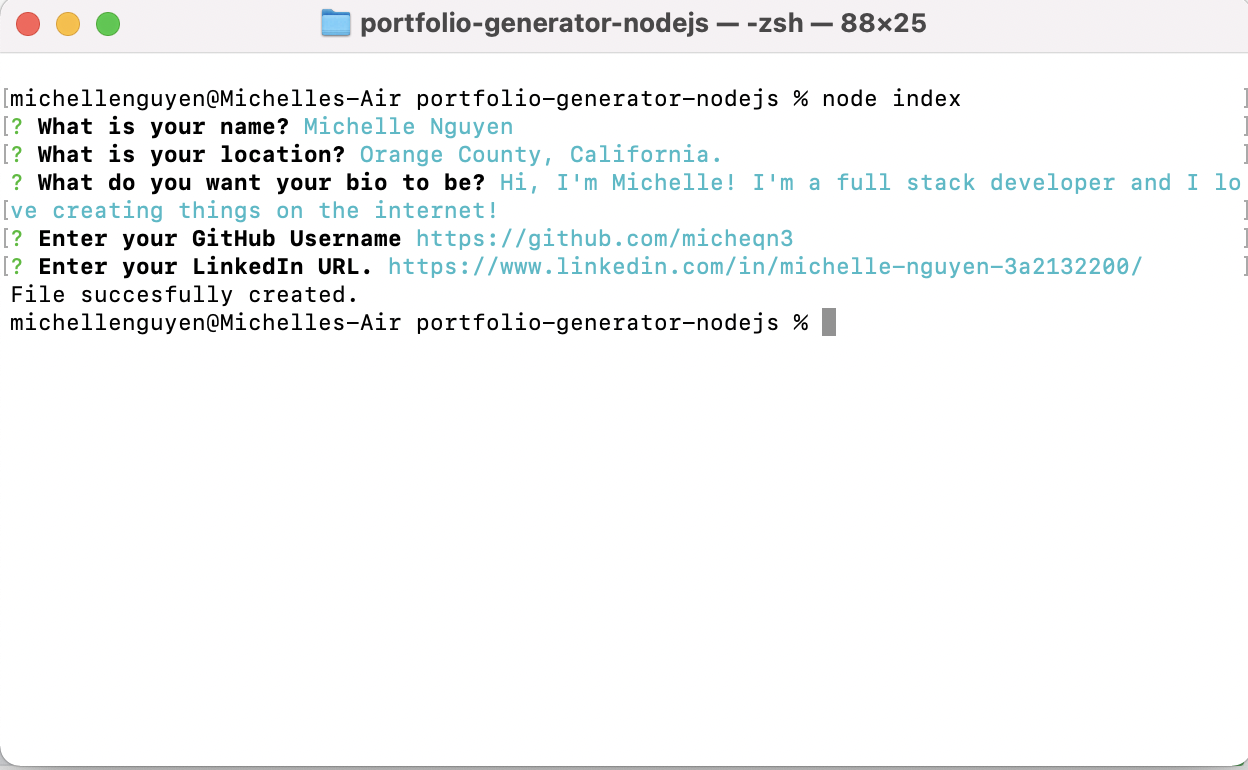 portfolio-generator-nodejs — -zsh — 88×25
[michellenguyen@Michelles-Air portfolio-generator-nodejs % node index ]
[? What is your name? Michelle Nguyen ]
[? What is your location? Orange County, California. ]
? What do you want your bio to be? Hi, I'm Michelle! I'm a full stack developer and I lo
[ve creating things on the internet! ]
[? Enter your GitHub Username https://github.com/micheqn3 ]
[? Enter your LinkedIn URL. https://www.linkedin.com/in/michelle-nguyen-3a2132200/ ]
File succesfully created.
michellenguyen@Michelles-Air portfolio-generator-nodejs %